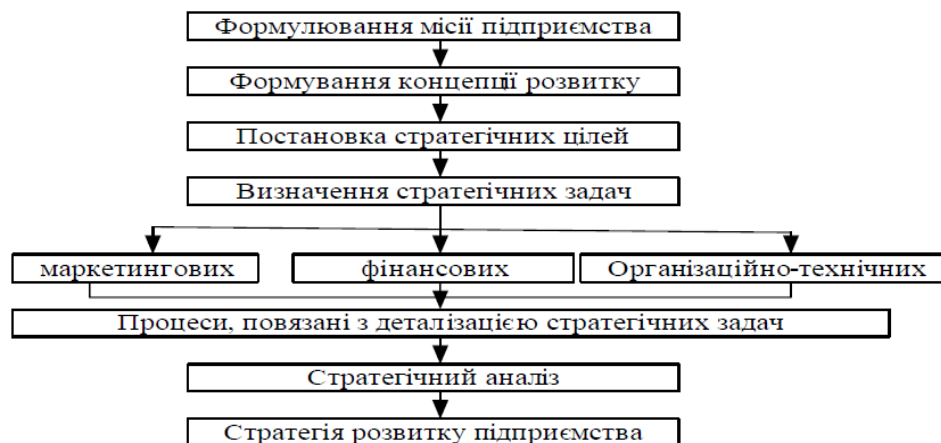 Формулювання місії підприємства
Формування концепції розвитку
Постановка стратегічних цілей
Визначення стратегічних задач
маркетингових
фінансових
Організаційно-технічних
Процеси, повязані з деталізацією стратегічних задач
Стратегічний аналіз
Стратегія розвитку підприємства